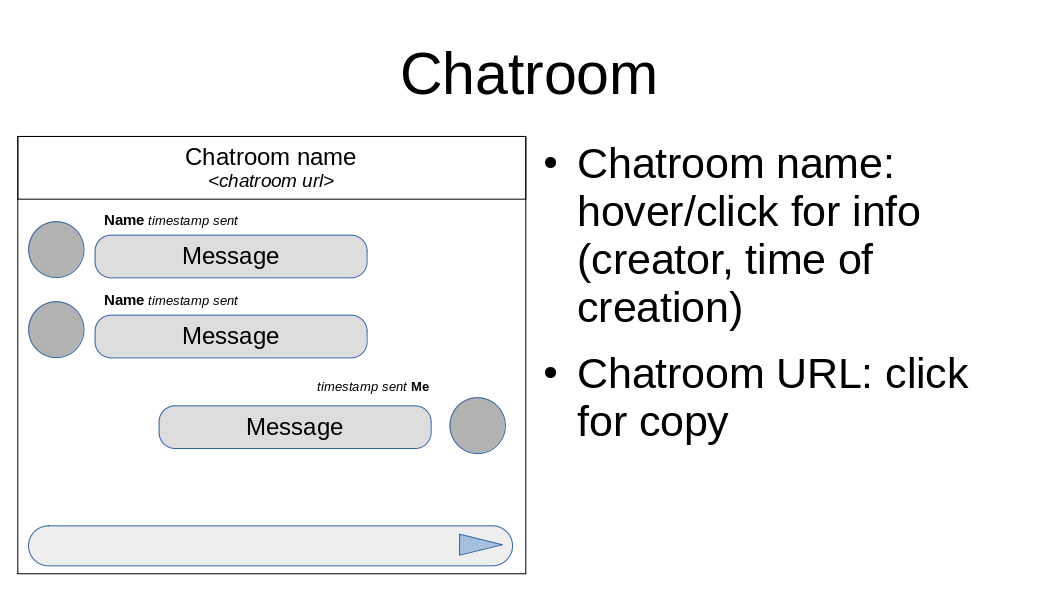 Chatroom
Chatroom name
<chatroom url>
Name timestamp sent
Message
Name timestamp sent
Message
timestamp sent Me
Message
• Chatroom name:
hover/click for info
(creator, time of
creation)
• Chatroom URL: click
for copy